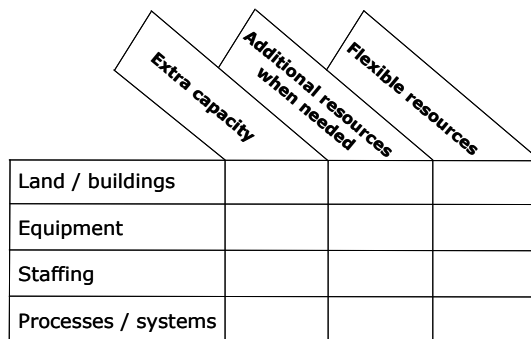 Extra capacity
Additional resources
when needed
Flexible resources
Land / buildings
Equipment
Staffing
Processes / systems